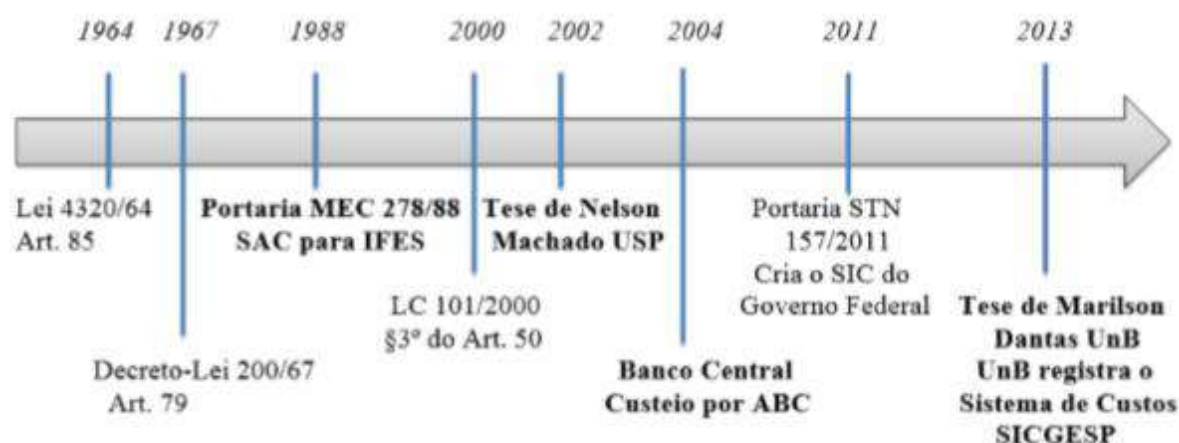 1964 1967 1988 2000 2002 2004 2011 2013
Lei 4320/64
Art. 85
Decreto-Lei 200/67
Art. 79
Portaria MEC 278/88
SAC para IFES
LC 101/2000
§3º do Art. 50
Tese de Nelson
Machado USP
Banco Central
Custeio por ABC
Portaria STN
157/2011
Cria o SIC do
Governo Federal
Tese de Marilson
Dantas UnB
UnB registra o
Sistema de Custos
SICGESP